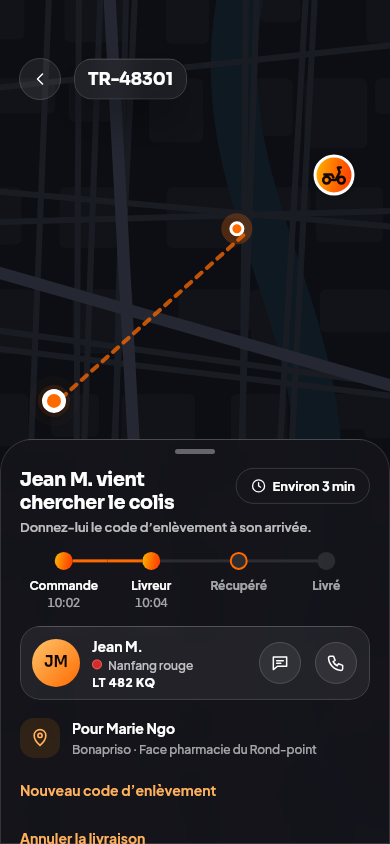 TR-48301
Jean M. vient
chercher le colis
Environ 3 min
Donnez-lui le code d’enlèvement à son arrivée.
Commande
Livreur
Récupéré
Livré
10:02
10:04
JM
Jean M.
Nanfang rouge
LT 482 KQ
Pour Marie Ngo
Bonapriso · Face pharmacie du Rond-point
Nouveau code d’enlèvement
Annuler la livraison